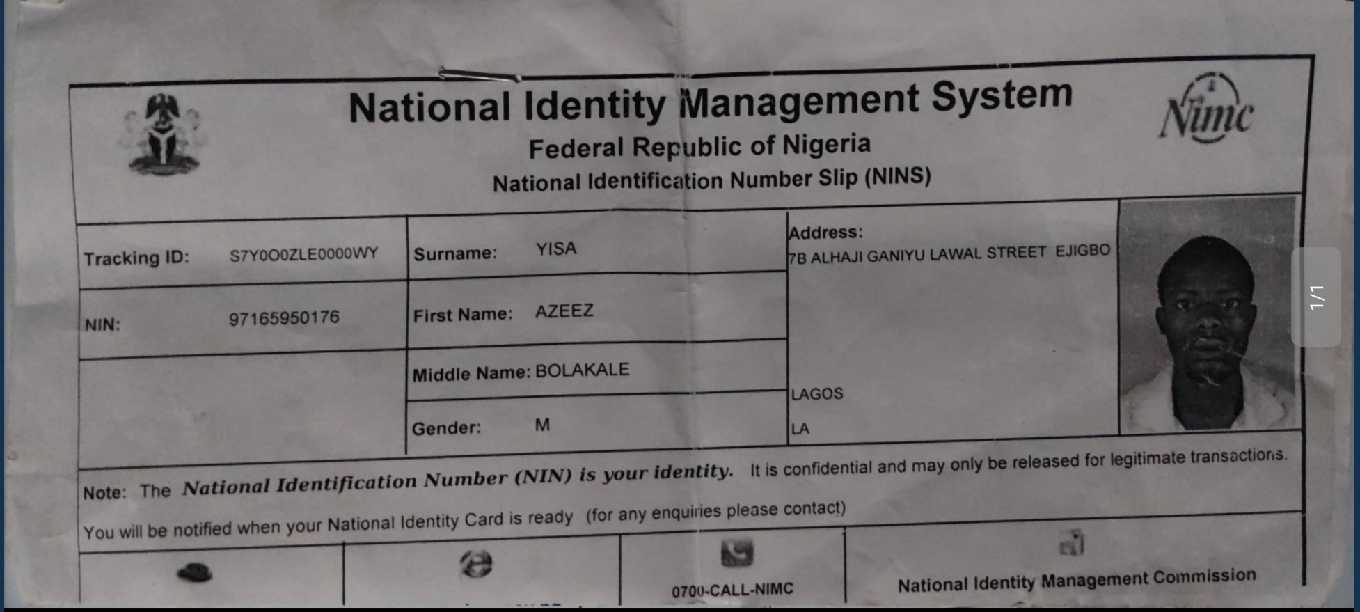 National Identity Management System
Federal Republic of Nigeria
National Identification Number Slip (NINS)
Nimc
Tracking ID: S7Y0O0ZLE0000WY
Surname: YISA
Address:
7B ALHAJI GANIYU LAWAL STREET EJIGBO
NIN: 97165950176
First Name: AZEEZ
Middle Name: BOLAKALE
LAGOS
Gender: M
LA
Note: The National Identification Number (NIN) is your identity. It is confidential and may only be released for legitimate transactions.
You will be notified when your National Identity Card is ready (for any enquiries please contact)
0700-CALL-NIMC
National Identity Management Commission
1/1